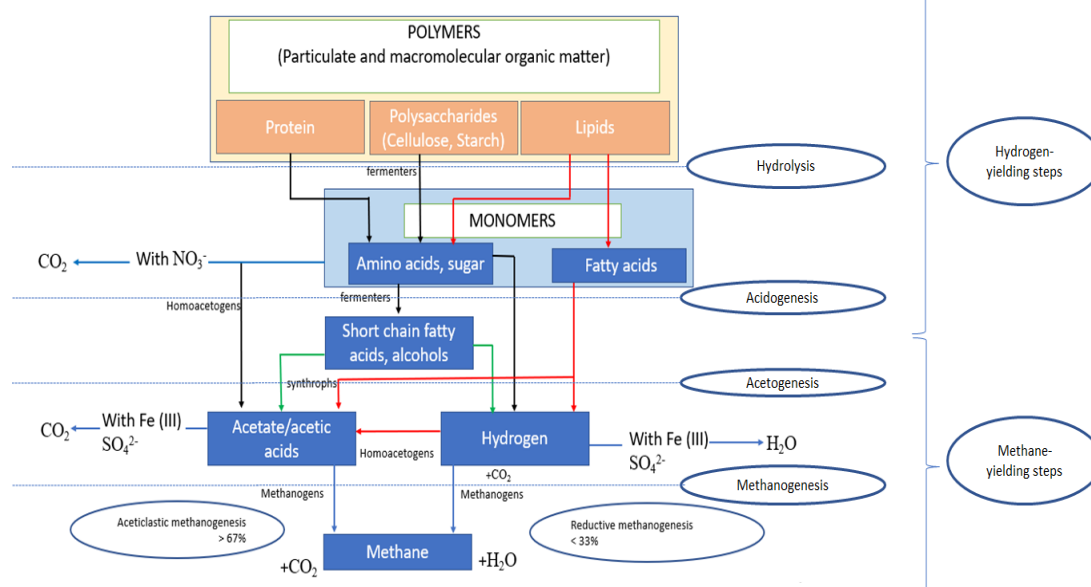 POLYMERS
(Particulate and macromolecular organic matter)
Protein
Polysaccharides
(Cellulose, Starch)
Lipids
Hydrogen-
yielding steps
Hydrolysis
fermenters
MONOMERS
Amino acids, sugar
Fatty acids
CO₂
With NO₃⁻
Homoacetogens
fermenters
Acidogenesis
Short chain fatty
acids, alcohols
synthrophs
Acetogenesis
CO₂
With Fe (III)
SO₄²⁻
Acetate/acetic
acids
Homoacetogens
Hydrogen
+CO₂
With Fe (III)
SO₄²⁻
H₂O
Methane-
yielding steps
Methanogens
Methanogens
Methanogenesis
Aceticlastic methanogenesis
> 67%
Reductive methanogenesis
< 33%
+CO₂
Methane
+H₂O